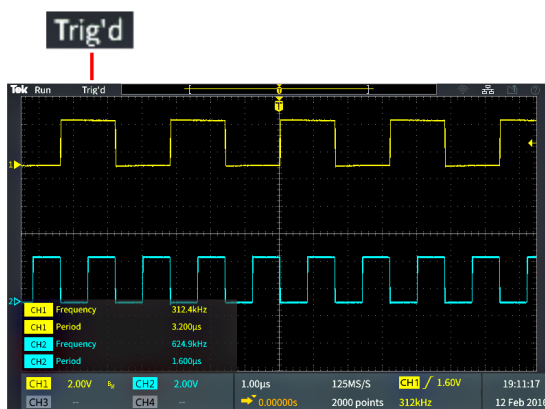 Trig'd
Tek Run Trig'd
T
1
2
CH1 Frequency 312.4kHz
CH1 Period 3.200µs
CH2 Frequency 624.9kHz
CH2 Period 1.600µs
CH1 2.00V CH2 2.00V 1.00µs 125MS/S CH1 1.60V 19:11:17
CH3 -- CH4 -- 0.00000s 2000 points 312kHz 12 Feb 2016